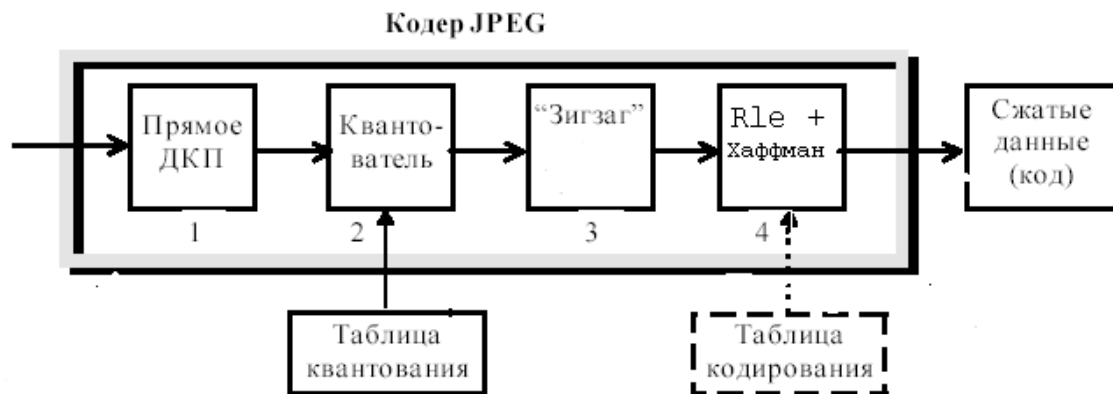 Кодер JPEG
Прямое
ДКП
1
Кванто-
ватель
2
“Зигзаг”
3
Rle +
Хаффман
4
Сжатые
данные
(код)
Таблица
квантования
Таблица
кодирования